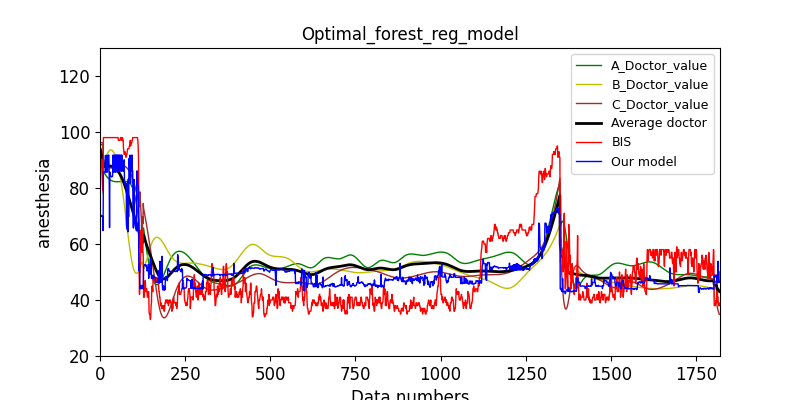 Optimal_forest_reg_model
anesthesia
120
100
80
60
40
20
0 250 500 750 1000 1250 1500 1750
Data numbers
A_Doctor_value
B_Doctor_value
C_Doctor_value
Average doctor
BIS
Our model